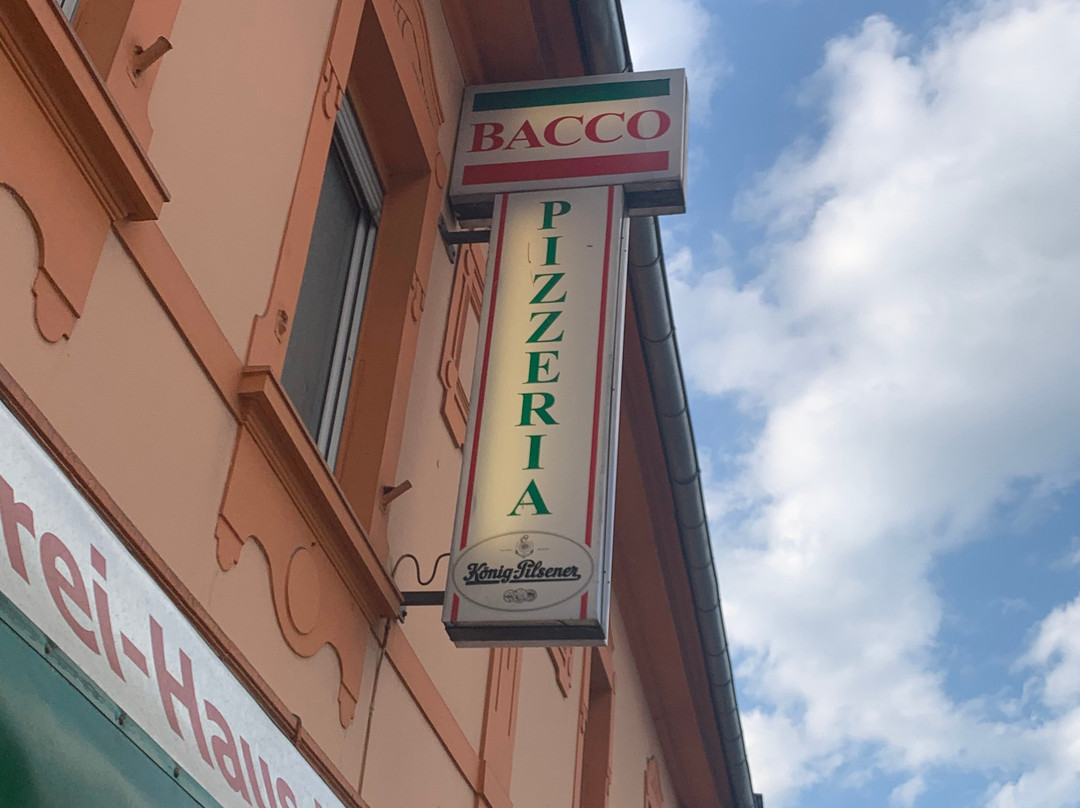 BACCO
PIZZERIA
König-Pilsener
rei-Haus